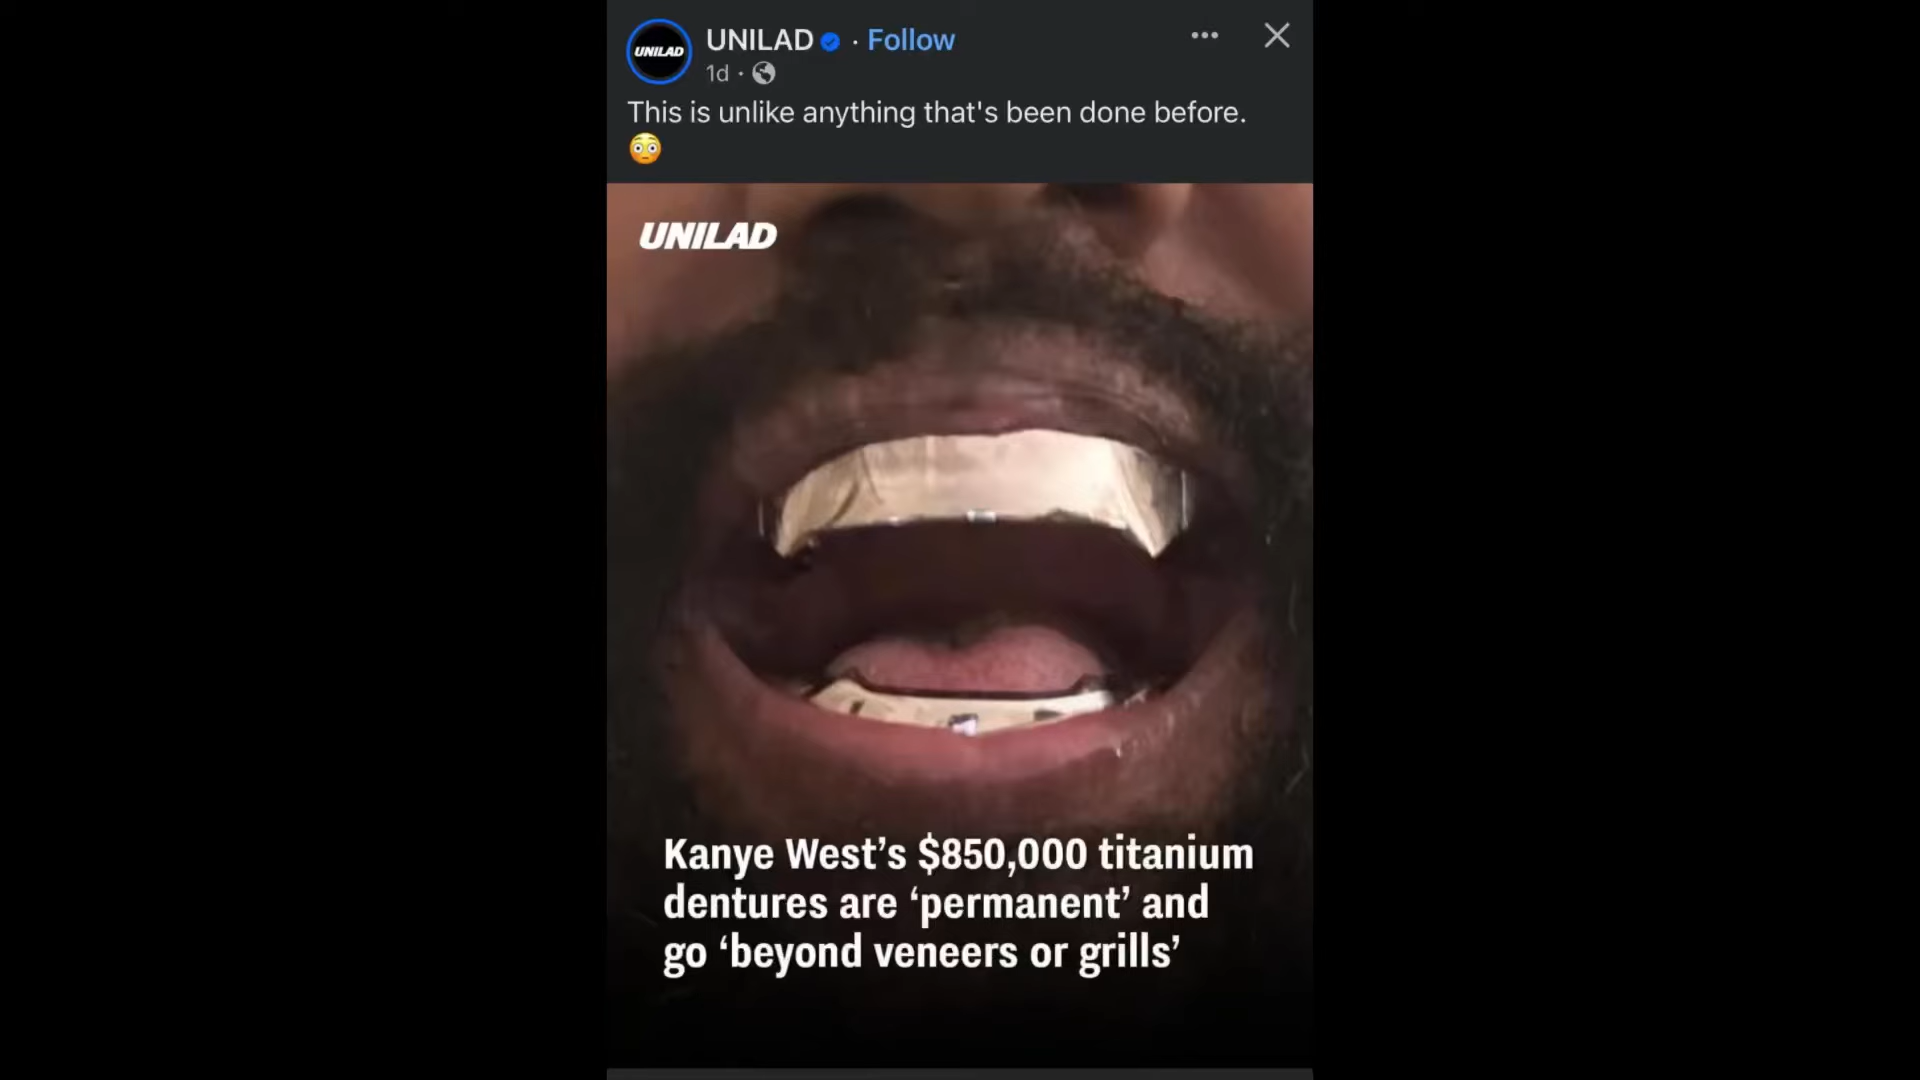 UNILAD
UNILAD · Follow
1d ·
This is unlike anything that's been done before.
😳
UNILAD
Kanye West’s $850,000 titanium
dentures are ‘permanent’ and
go ‘beyond veneers or grills’